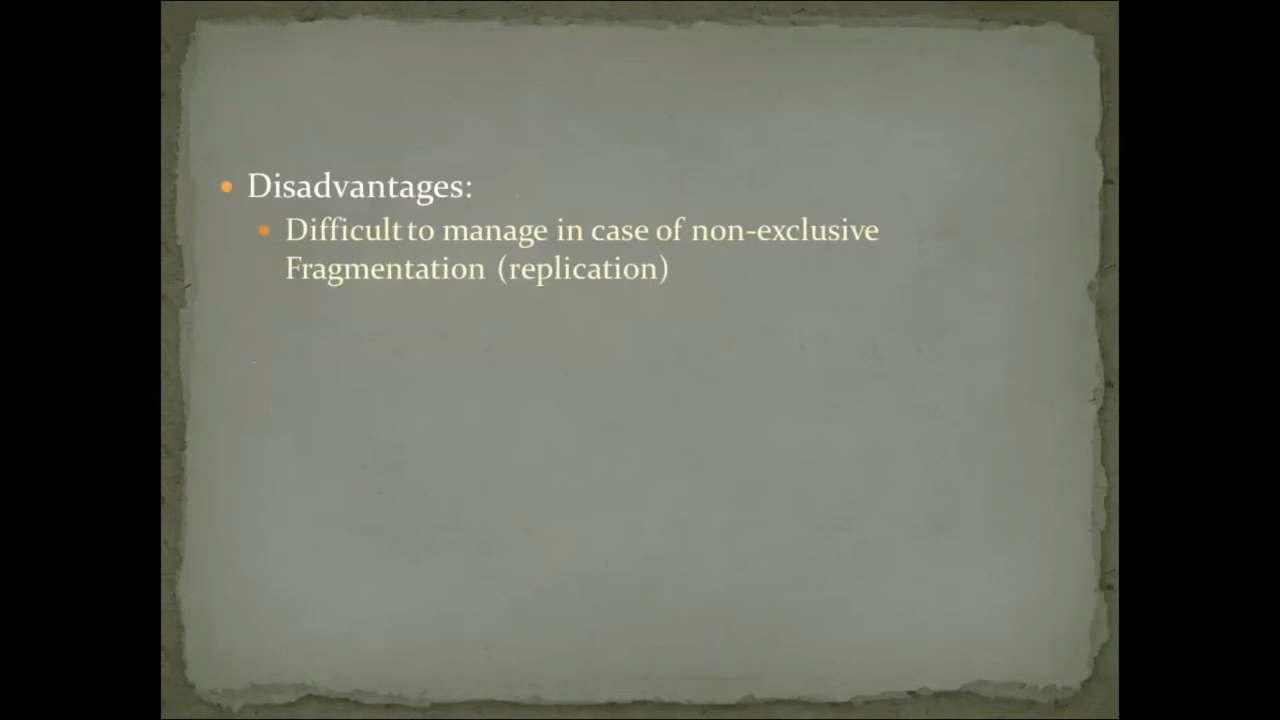 Disadvantages:
Difficult to manage in case of non-exclusive
Fragmentation (replication)